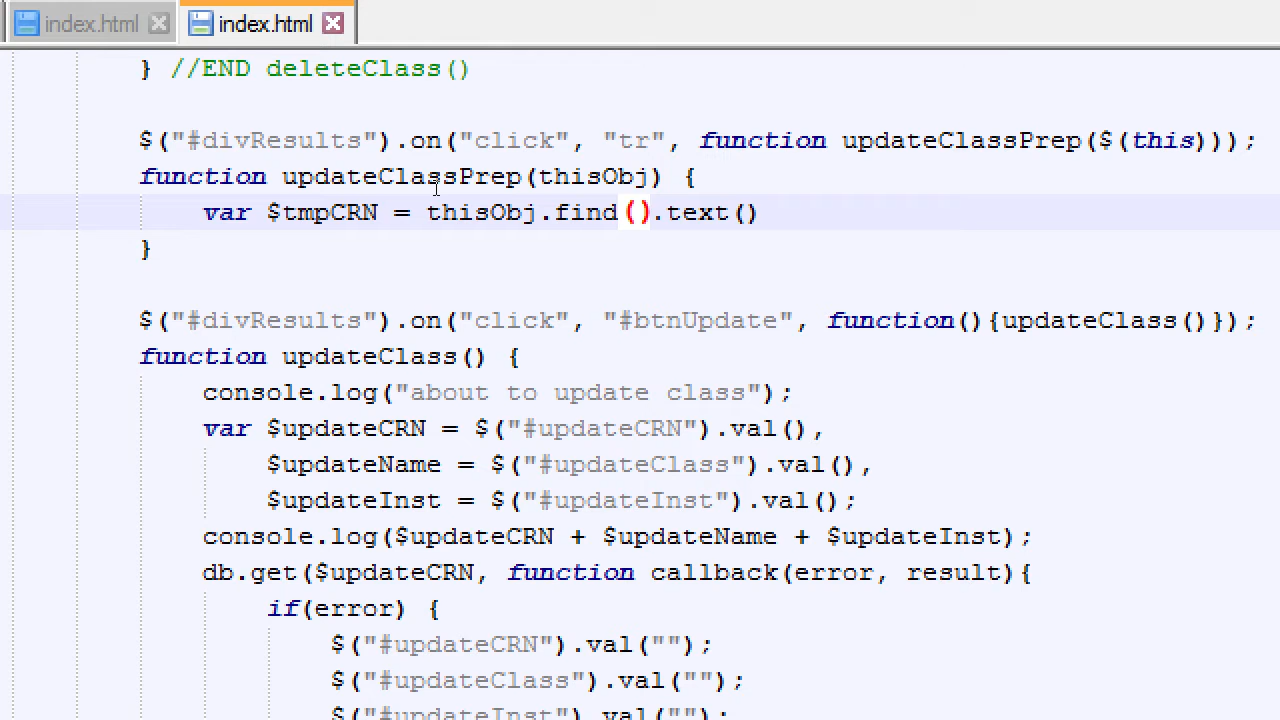 index.html index.html
} //END deleteClass()
$("#divResults").on("click", "tr", function updateClassPrep($(this)));
function updateClassPrep(thisObj) {
var $tmpCRN = thisObj.find().text()
}
$("#divResults").on("click", "#btnUpdate", function(){updateClass()});
function updateClass() {
console.log("about to update class");
var $updateCRN = $("#updateCRN").val(),
$updateName = $("#updateClass").val(),
$updateInst = $("#updateInst").val();
console.log($updateCRN + $updateName + $updateInst);
db.get($updateCRN, function callback(error, result){
if(error) {
$("#updateCRN").val("");
$("#updateClass").val("");
$("#updateInst").val("");